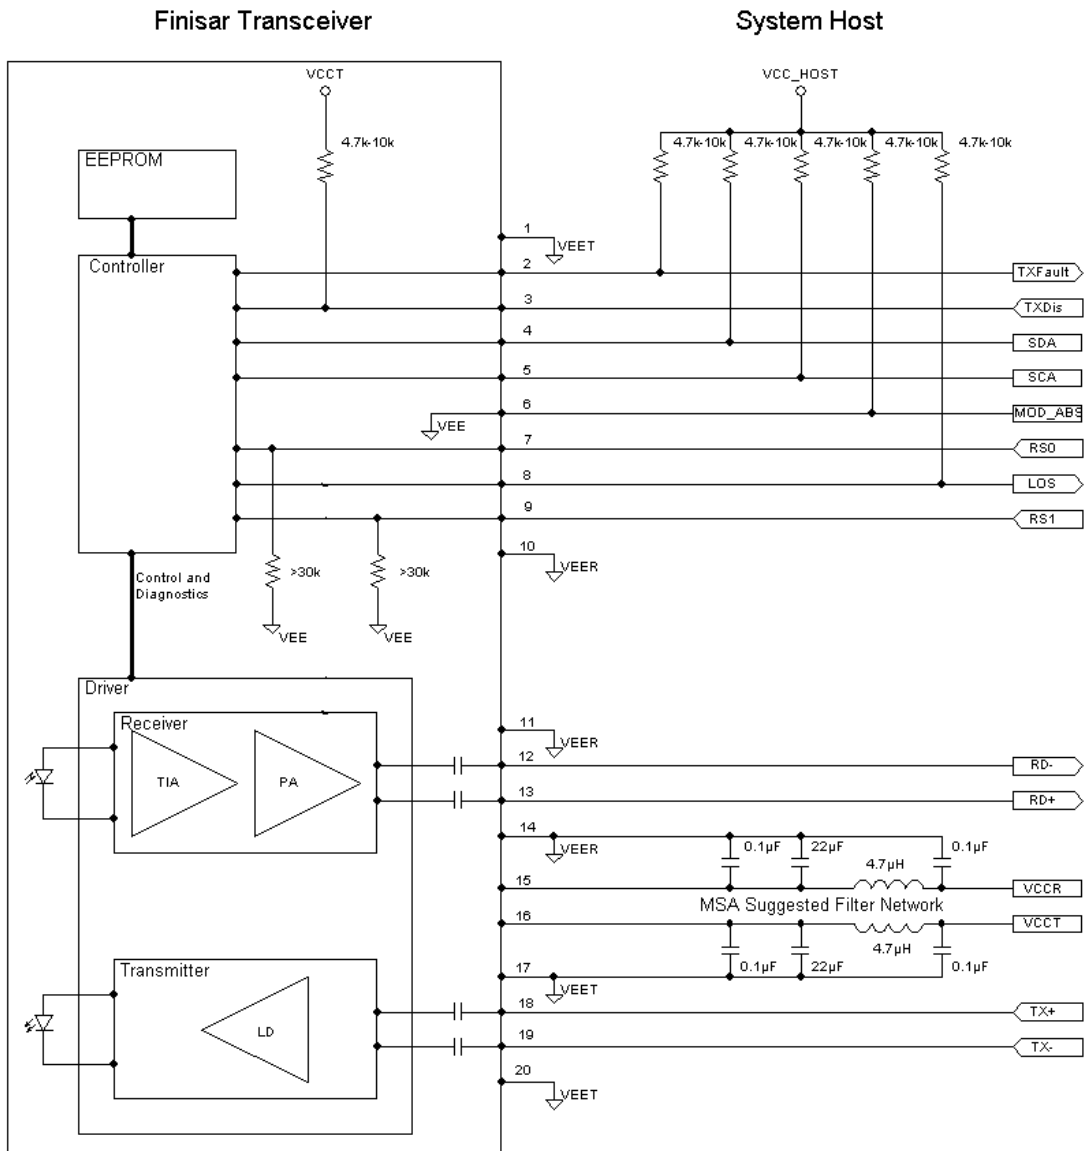 Finisar Transceiver
System Host
VCCT
VCC_HOST
4.7k-10k
4.7k-10k
4.7k-10k
4.7k-10k
4.7k-10k
4.7k-10k
EEPROM
1
VEET
Controller
2
TXFault
3
TXDis
4
SDA
5
SCA
6
MOD_ABS
VEE
7
RS0
8
LOS
9
RS1
10
VEER
>30k
>30k
Control and
Diagnostics
VEE
VEE
Driver
Receiver
11
VEER
12
RD-
TIA
PA
13
RD+
14
VEER
0.1µF
22µF
0.1µF
4.7µH
15
VCCR
MSA Suggested Filter Network
16
VCCT
4.7µH
Transmitter
17
0.1µF
22µF
0.1µF
VEET
18
TX+
LD
19
TX-
20
VEET